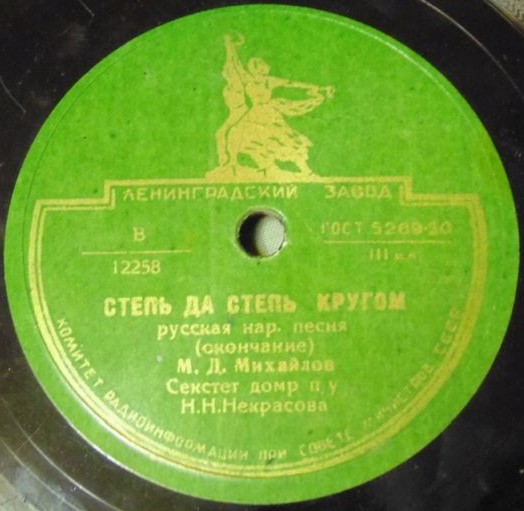 ЛЕНИНГРАДСКИЙ ЗАВОД
В
12258
ГОСТ 5289-50
III
СТЕПЬ ДА СТЕПЬ КРУГОМ
русская нар. песня
(окончание)
М. Д. Михайлов
Секстет домр п/у
Н.Н.Некрасова
КОМИТЕТ РАДИОИНФОРМАЦИИ ПРИ СОВЕТЕ МИНИСТРОВ СССР